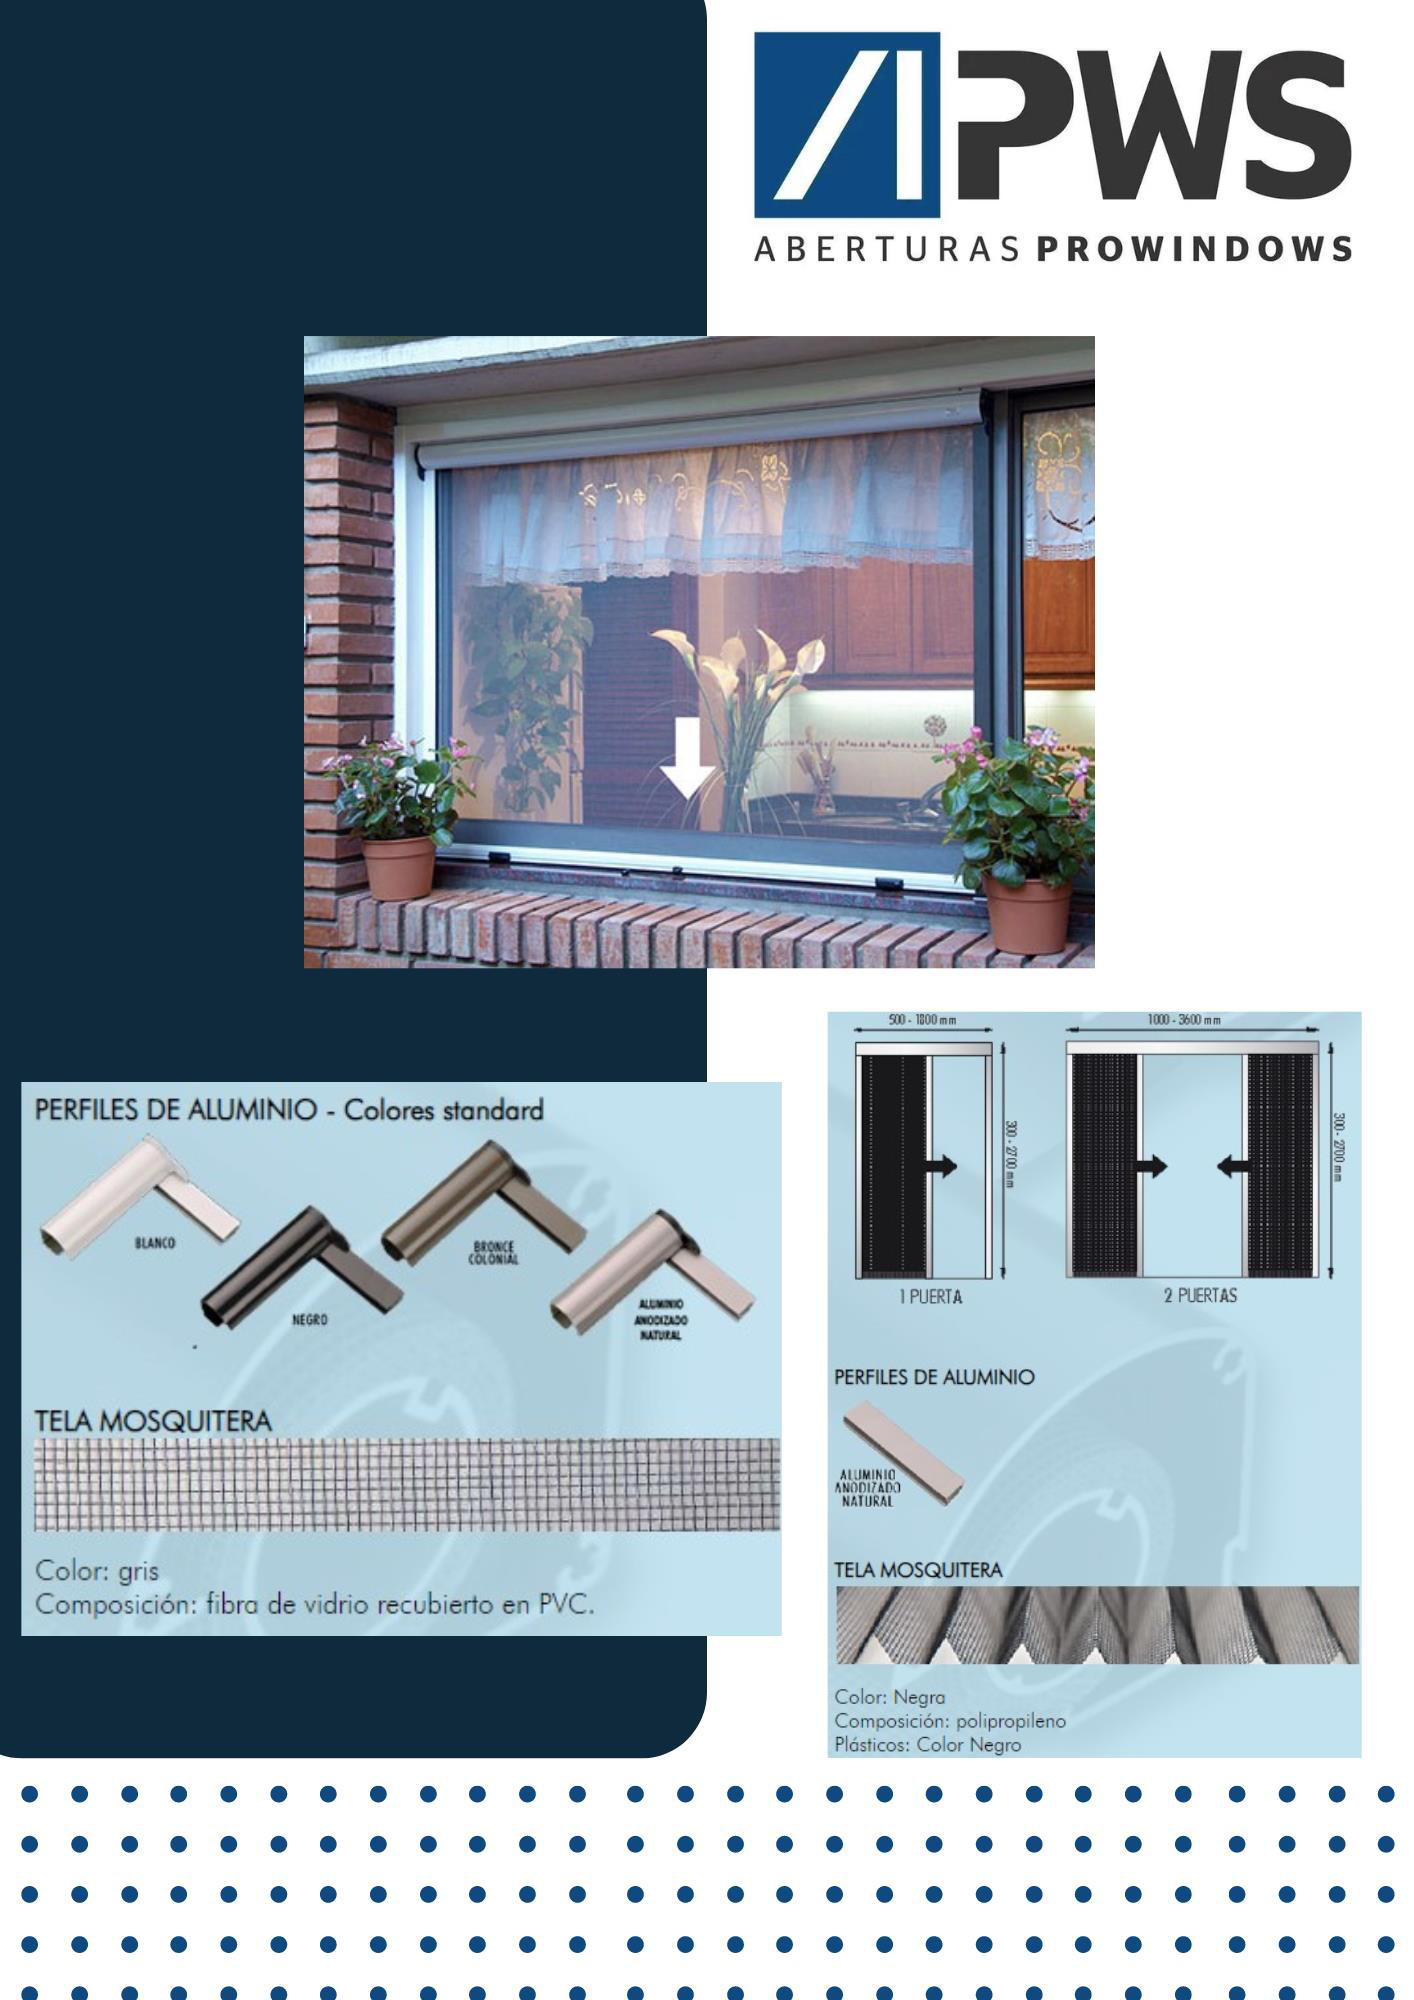 APWS
ABERTURAS PROWINDOWS
PERFILES DE ALUMINIO - Colores standard
BLANCO
NEGRO
BRONCE
COLONIAL
ALUMINIO
ANODIZADO
NATURAL
TELA MOSQUITERA
Color: gris
Composición: fibra de vidrio recubierto en PVC.
500 - 1800 mm
300 - 2700 mm
1 PUERTA
1000 - 3600 mm
300 - 2700 mm
2 PUERTAS
PERFILES DE ALUMINIO
ALUMINIO
ANODIZADO
NATURAL
TELA MOSQUITERA
Color: Negra
Composición: polipropileno
Plásticos: Color Negro